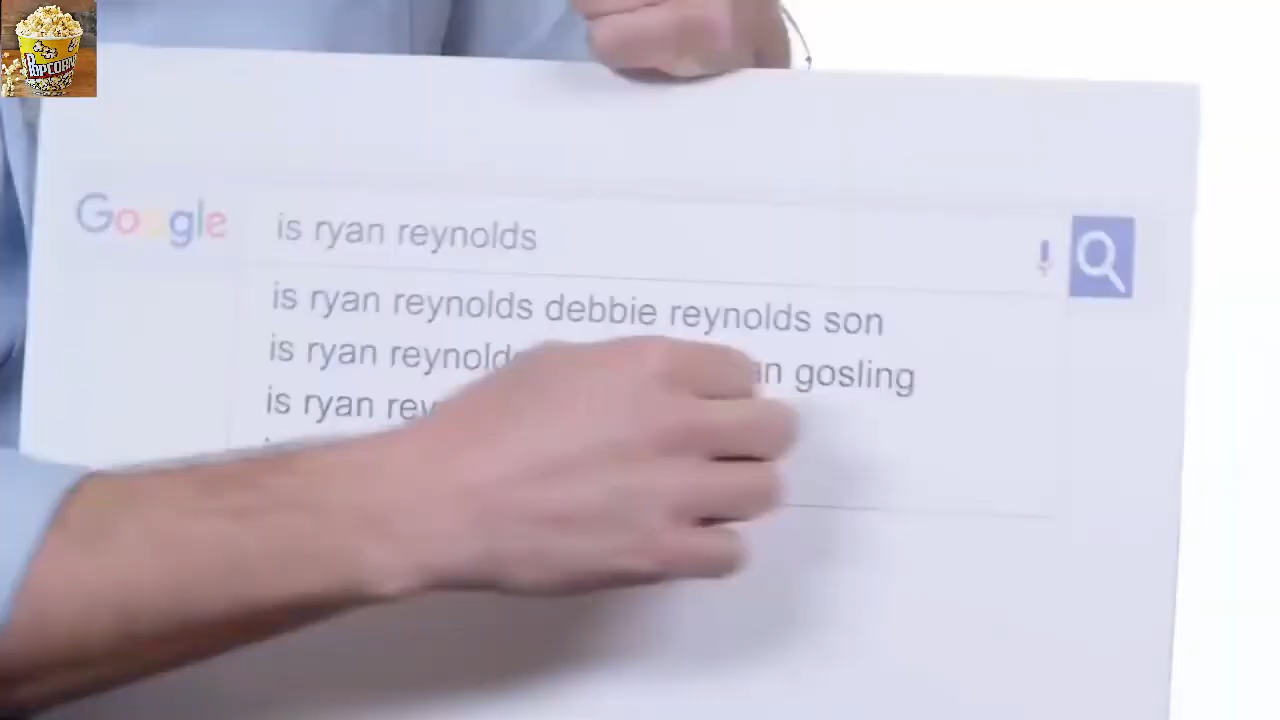 POPCORN
Google
is ryan reynolds
is ryan reynolds debbie reynolds son
is ryan gosling
is ryan